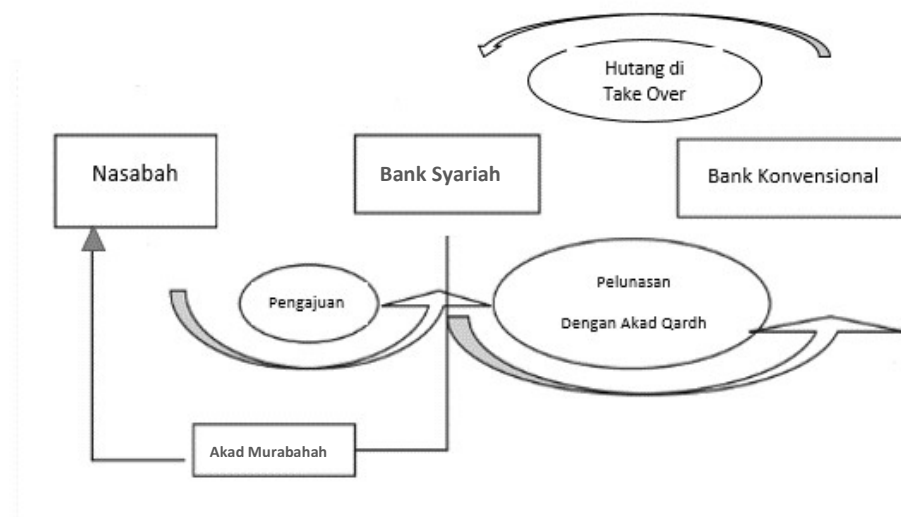 Hutang di
Take Over
Nasabah
Bank Syariah
Bank Konvensional
Pengajuan
Pelunasan
Dengan Akad Qardh
Akad Murabahah